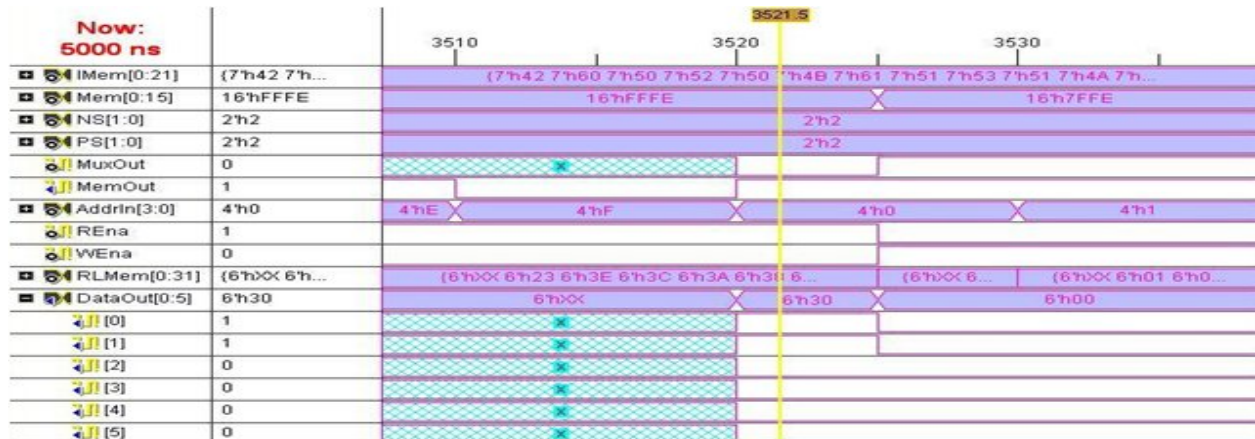 3521.5
Now:
5000 ns
3510 3520 3530
IMem[0:21] {7'h42 7'h... {7'h42 7'h60 7'h50 7'h52 7'h50 7'h4B 7'h61 7'h51 7'h53 7'h51 7'h4A 7'h...
Mem[0:15] 16'hFFFE 16'hFFFE 16'h7FFE
NS[1:0] 2'h2 2'h2
PS[1:0] 2'h2 2'h2
MuxOut 0 X
MemOut 1
AddrIn[3:0] 4'h0 4'hE 4'hF 4'h0 4'h1
REna 1
WEna 0
RLMem[0:31] {6'hXX 6'h... {6'hXX 6'h23 6'h3E 6'h3C 6'h3A 6'h38 6... {6'hXX 6... {6'hXX 6'h01 6'h0...
DataOut[0:5] 6'h30 6'hXX 6'h30 6'h00
[0] 1 X
[1] 1 X
[2] 0 X
[3] 0 X
[4] 0 X
[5] 0 X